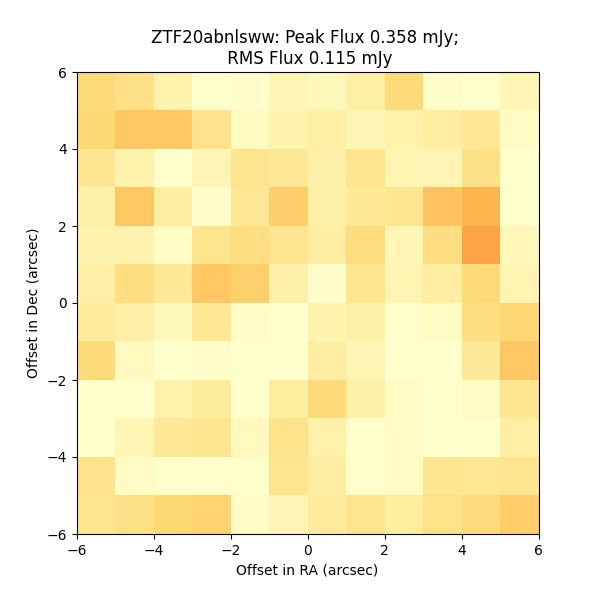 ZTF20abnlsww: Peak Flux 0.358 mJy;
RMS Flux 0.115 mJy
6
4
2
0
−2
−4
−6
Offset in Dec (arcsec)
−6 −4 −2 0 2 4 6
Offset in RA (arcsec)